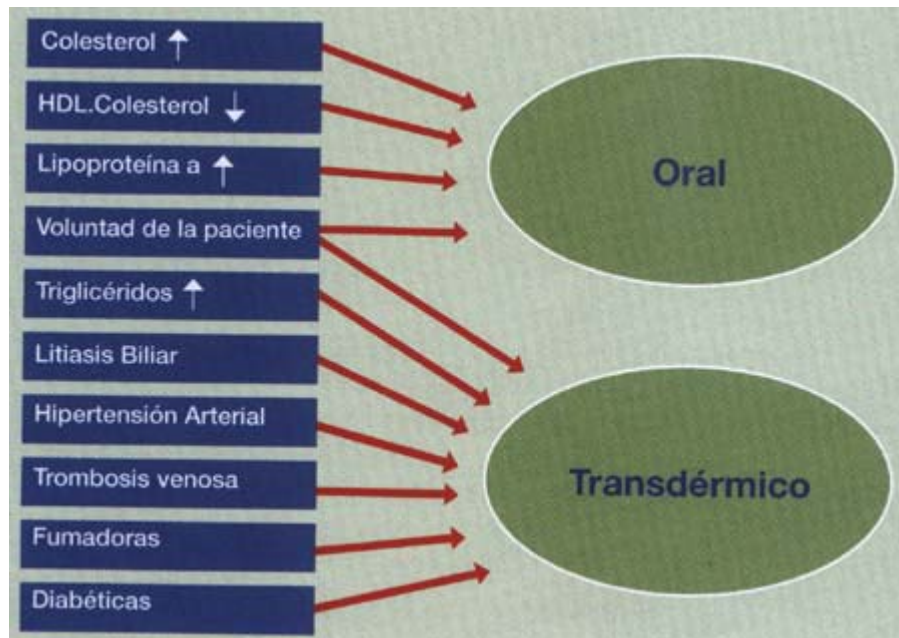 Colesterol ↑
HDL.Colesterol ↓
Lipoproteína a ↑
Voluntad de la paciente
Triglicéridos ↑
Litiasis Biliar
Hipertensión Arterial
Trombosis venosa
Fumadoras
Diabéticas
Oral
Transdérmico